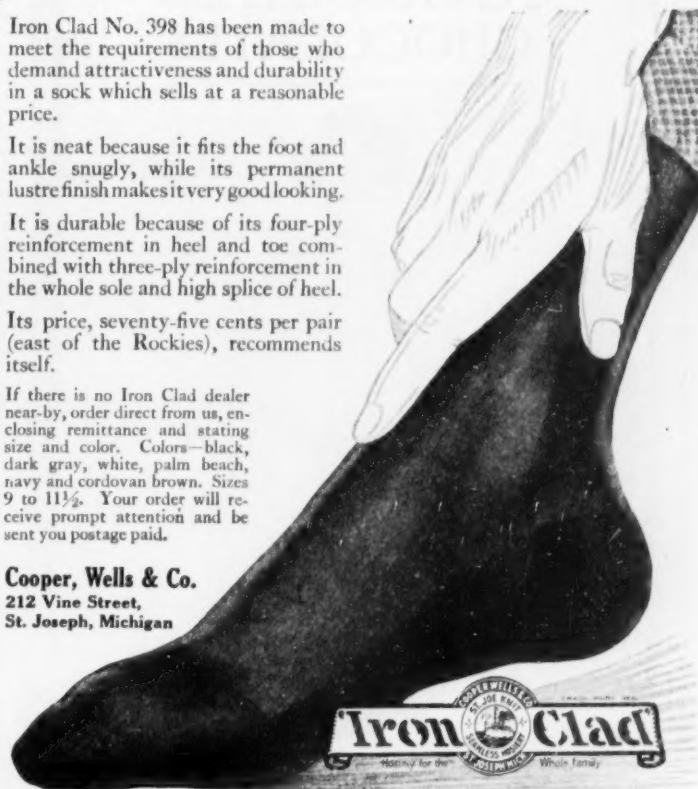 Iron Clad No. 398 has been made to
meet the requirements of those who
demand attractiveness and durability
in a sock which sells at a reasonable
price.
It is neat because it fits the foot and
ankle snugly, while its permanent
lustre finish makes it very good looking.
It is durable because of its four-ply
reinforcement in heel and toe com-
bined with three-ply reinforcement in
the whole sole and high splice of heel.
Its price, seventy-five cents per pair
(east of the Rockies), recommends
itself.
If there is no Iron Clad dealer
near-by, order direct from us, en-
closing remittance and stating
size and color. Colors—black,
dark gray, white, palm beach,
navy and cordovan brown. Sizes
9 to 11½. Your order will re-
ceive prompt attention and be
sent you postage paid.
Cooper, Wells & Co.
212 Vine Street,
St. Joseph, Michigan
COOPER WELLS & CO.
ST. JOE KNIT
Iron Clad
SEAMLESS HOSIERY
ST JOSEPH MICH.
Hosiery for the Whole family